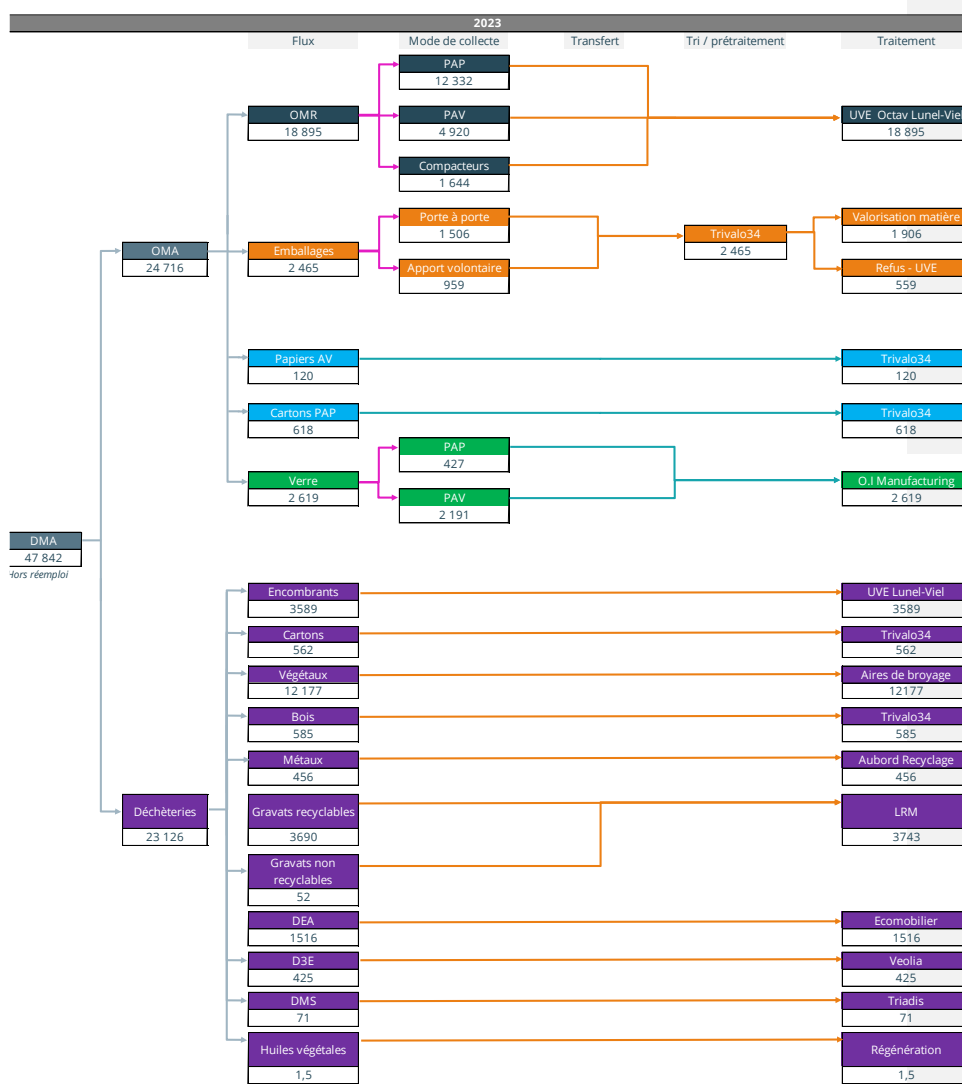 2023
Flux
Mode de collecte
Transfert
Tri / prétraitement
Traitement
PAP
12 332
OMR
18 895
PAV
4 920
UVE Octav Lunel-Viel
18 895
Compacteurs
1 644
Porte à porte
1 506
Valorisation matière
1 906
OMA
24 716
Emballages
2 465
Trivalo34
2 465
Apport volontaire
959
Refus - UVE
559
Papiers AV
120
Trivalo34
120
Cartons PAP
618
Trivalo34
618
PAP
427
Verre
2 619
O.I Manufacturing
2 619
PAV
2 191
DMA
47 842
Hors réemploi
Encombrants
3589
UVE Lunel-Viel
3589
Cartons
562
Trivalo34
562
Végétaux
12 177
Aires de broyage
12177
Bois
585
Trivalo34
585
Métaux
456
Aubord Recyclage
456
Déchèteries
23 126
Gravats recyclables
3690
LRM
3743
Gravats non
recyclables
52
DEA
1516
Ecomobilier
1516
D3E
425
Veolia
425
DMS
71
Triadis
71
Huiles végétales
1,5
Régénération
1,5